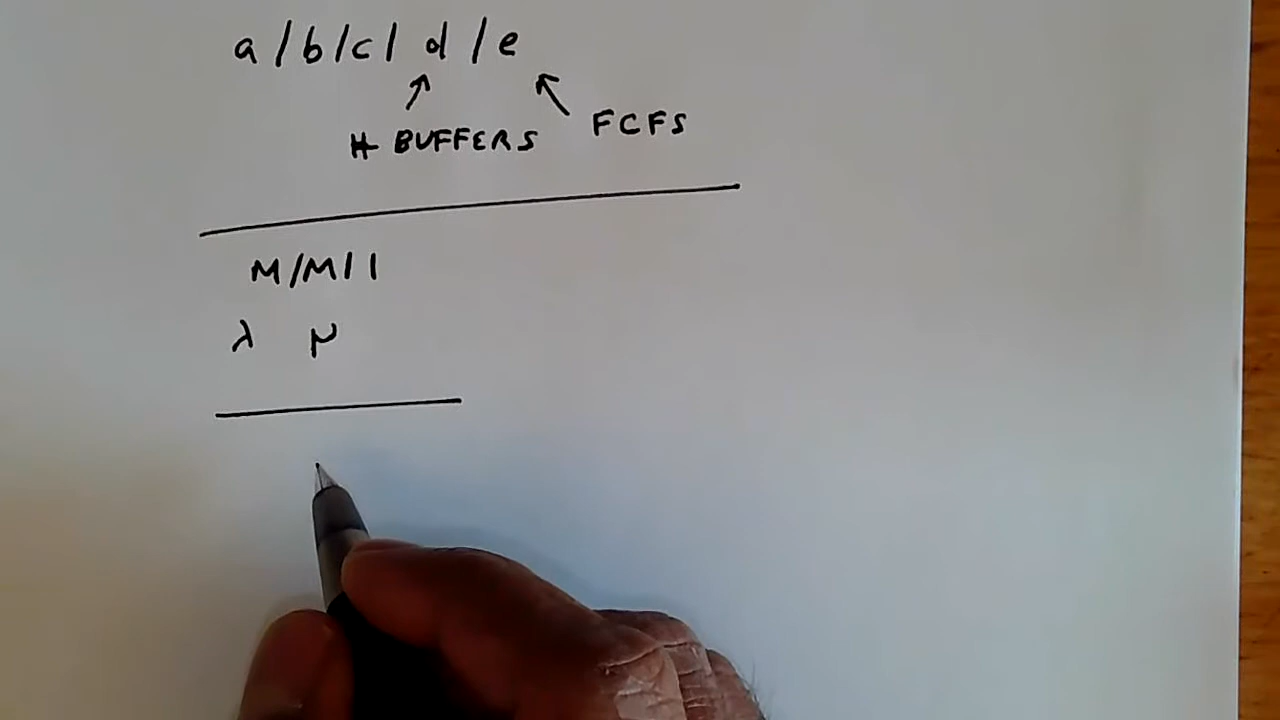 a/b/c/ d/e
# BUFFERS FCFS
M/M/1
λ μ